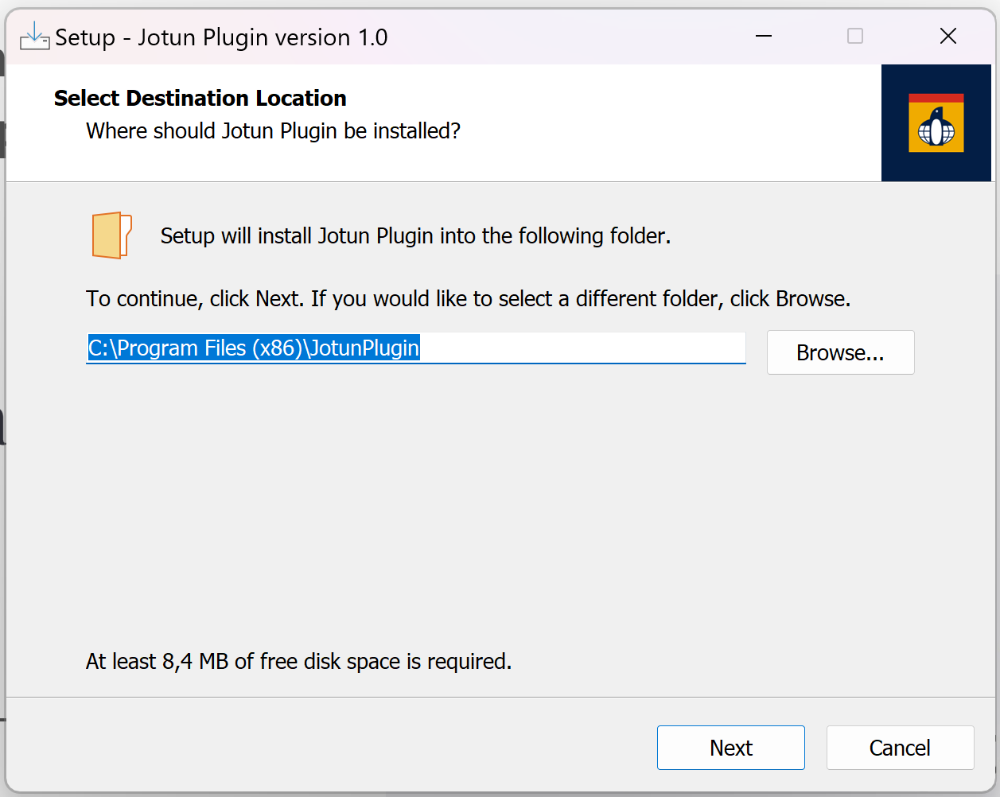 Setup - Jotun Plugin version 1.0
Select Destination Location
Where should Jotun Plugin be installed?
Setup will install Jotun Plugin into the following folder.
To continue, click Next. If you would like to select a different folder, click Browse.
C:\Program Files (x86)\JotunPlugin
Browse...
At least 8,4 MB of free disk space is required.
Next
Cancel